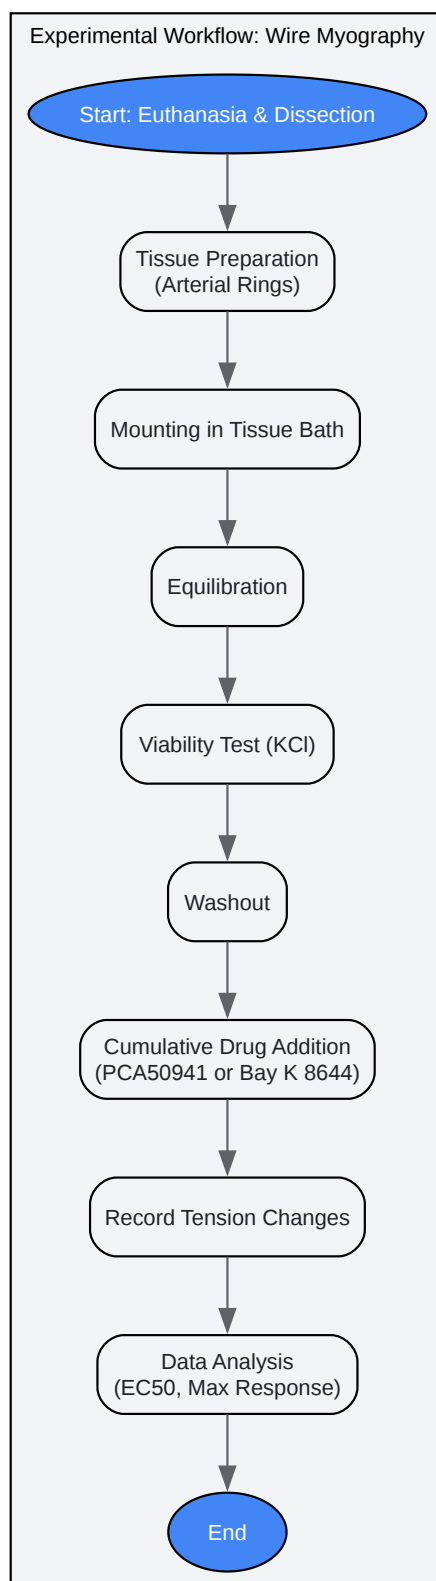 Experimental Workflow: Wire Myography
Start: Euthanasia & Dissection
Tissue Preparation
(Arterial Rings)
Mounting in Tissue Bath
Equilibration
Viability Test (KCl)
Washout
Cumulative Drug Addition
(PCA50941 or Bay K 8644)
Record Tension Changes
Data Analysis
(EC50, Max Response)
End